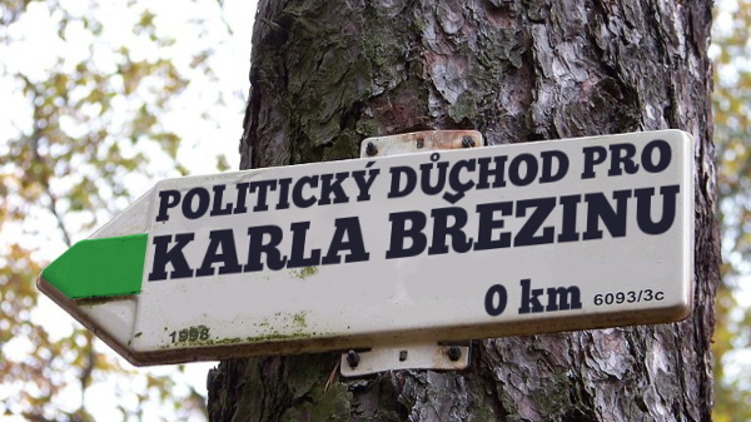 POLITICKÝ DŮCHOD PRO
KARLA BŘEZINU
0 km 6093/3c
1998